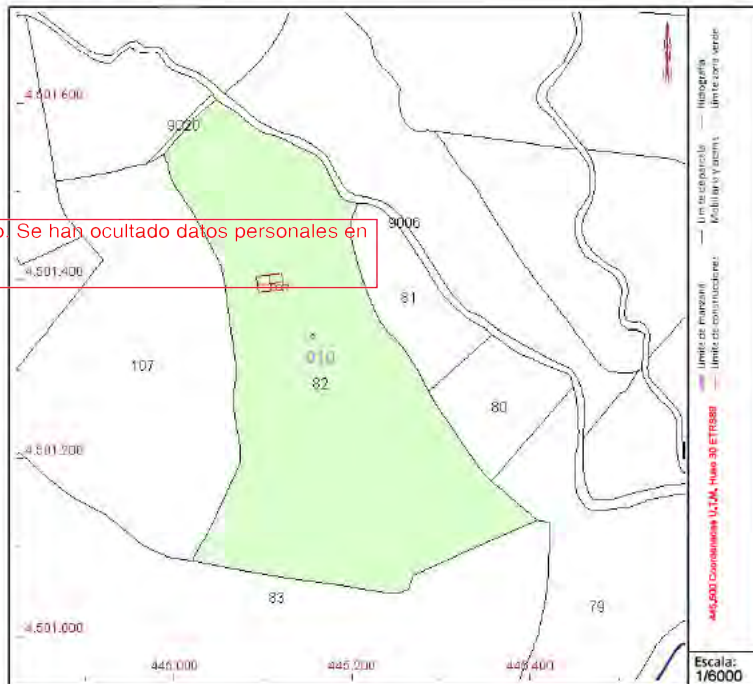 4.501.600
9020
o. Se han ocultado datos personales en
9006
4.501.400
81
010
107
82
80
4.501.200
83
79
4.501.000
445.000
445.200
445.400
Límite de manzana
Límite de construcciones
Límite de parcela
Mobiliario y aceras
Hidrografía
Límite zona verde
445,600 Coordenadas U.T.M. Huso 30 ETRS89
Escala:
1/6000